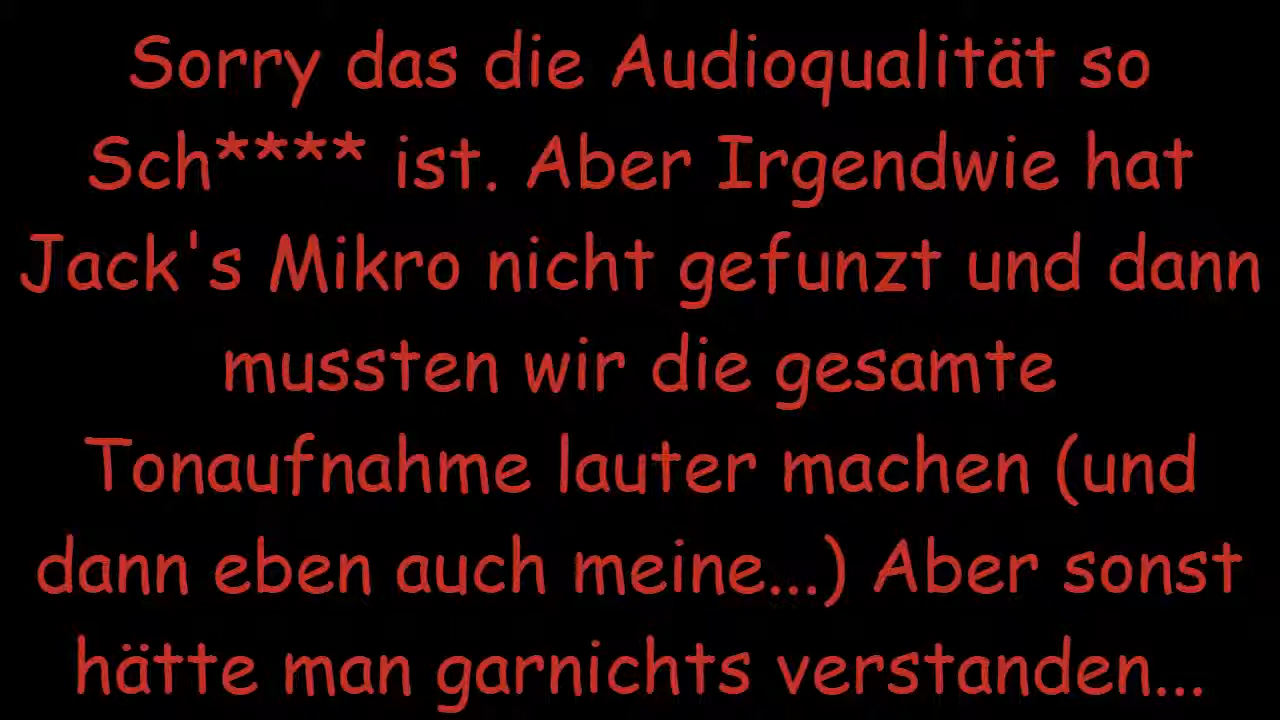 Sorry das die Audioqualität so
Sch**** ist. Aber Irgendwie hat
Jack's Mikro nicht gefunzt und dann
mussten wir die gesamte
Tonaufnahme lauter machen (und
dann eben auch meine...) Aber sonst
hätte man garnichts verstanden...